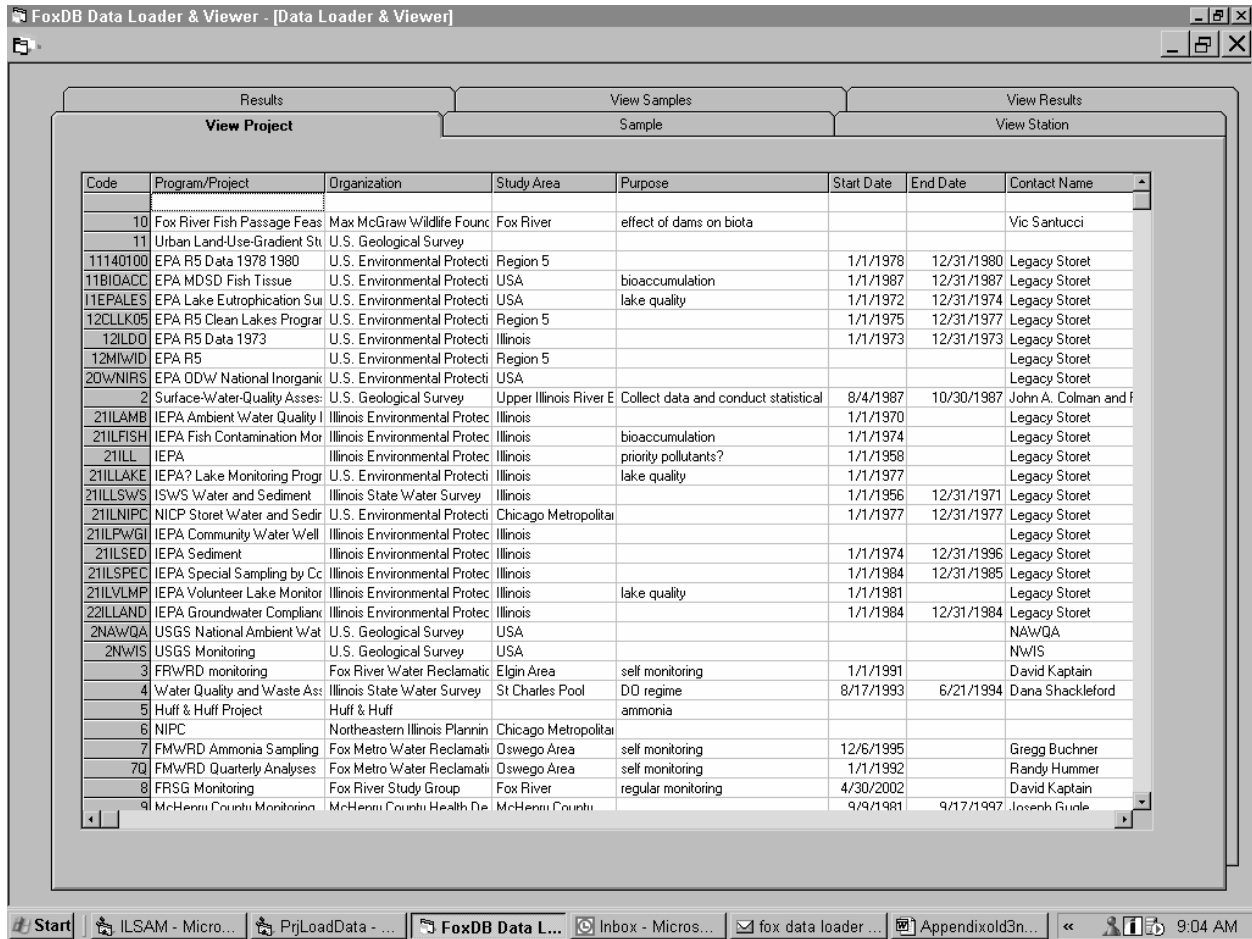 FoxDB Data Loader & Viewer - [Data Loader & Viewer]
Results View Samples View Results
View Project Sample View Station
Code Program/Project Organization Study Area Purpose Start Date End Date Contact Name
10 Fox River Fish Passage Feas Max McGraw Wildlife Found Fox River effect of dams on biota Vic Santucci
11 Urban Land-Use-Gradient Stu U.S. Geological Survey
11140100 EPA R5 Data 1978 1980 U.S. Environmental Protecti Region 5 1/1/1978 12/31/1980 Legacy Storet
11BIOACC EPA MDSD Fish Tissue U.S. Environmental Protecti USA bioaccumulation 1/1/1987 12/31/1987 Legacy Storet
11EPALES EPA Lake Eutrophication Sur U.S. Environmental Protecti USA lake quality 1/1/1972 12/31/1974 Legacy Storet
12CLLK05 EPA R5 Clean Lakes Prograr U.S. Environmental Protecti Region 5 1/1/1975 12/31/1977 Legacy Storet
12ILDO EPA R5 Data 1973 U.S. Environmental Protecti Illinois 1/1/1973 12/31/1973 Legacy Storet
12MIWID EPA R5 U.S. Environmental Protecti Region 5 Legacy Storet
20WNIRS EPA ODW National Inorganic U.S. Environmental Protecti USA Legacy Storet
2 Surface-Water-Quality Asses: U.S. Geological Survey Upper Illinois River E Collect data and conduct statistical 8/4/1987 10/30/1987 John A. Colman and F
21ILAMB IEPA Ambient Water Quality I Illinois Environmental Protec Illinois 1/1/1970 Legacy Storet
21ILFISH IEPA Fish Contamination Mor Illinois Environmental Protec Illinois bioaccumulation 1/1/1974 Legacy Storet
21ILL IEPA Illinois Environmental Protec Illinois priority pollutants? 1/1/1958 Legacy Storet
21ILLAKE IEPA? Lake Monitoring Progr U.S. Environmental Protecti Illinois lake quality 1/1/1977 Legacy Storet
21ILLSWS ISWS Water and Sediment Illinois State Water Survey Illinois 1/1/1956 12/31/1971 Legacy Storet
21ILNIPC NICP Storet Water and Sedir U.S. Environmental Protecti Chicago Metropolitar 1/1/1977 12/31/1977 Legacy Storet
21ILPWGI IEPA Community Water Well Illinois Environmental Protec Illinois Legacy Storet
21ILSED IEPA Sediment Illinois Environmental Protec Illinois 1/1/1974 12/31/1996 Legacy Storet
21ILSPEC IEPA Special Sampling by Cc Illinois Environmental Protec Illinois 1/1/1984 12/31/1985 Legacy Storet
21ILVLMP IEPA Volunteer Lake Monitor Illinois Environmental Protec Illinois lake quality 1/1/1981 Legacy Storet
22ILLAND IEPA Groundwater Complianc Illinois Environmental Protec Illinois 1/1/1984 12/31/1984 Legacy Storet
2NAWQA USGS National Ambient Wat U.S. Geological Survey USA NAWQA
2NWIS USGS Monitoring U.S. Geological Survey USA NWIS
3 FRWRD monitoring Fox River Water Reclamatic Elgin Area self monitoring 1/1/1991 David Kaptain
4 Water Quality and Waste Ass Illinois State Water Survey St Charles Pool DO regime 8/17/1993 6/21/1994 Dana Shackleford
5 Huff & Huff Project Huff & Huff ammonia
6 NIPC Northeastern Illinois Plannin Chicago Metropolitar
7 FMWRD Ammonia Sampling Fox Metro Water Reclamati Oswego Area self monitoring 12/6/1995 Gregg Buchner
7Q FMWRD Quarterly Analyses Fox Metro Water Reclamati Oswego Area self monitoring 1/1/1992 Randy Hummer
8 FRSG Monitoring Fox River Study Group Fox River regular monitoring 4/30/2002 David Kaptain
9 McHenry County Monitoring McHenry County Health De McHenry County 9/9/1981 9/17/1997 Joseph Gugle
Start ILSAM - Micro... PrjLoadData - ... FoxDB Data L... Inbox - Micros... fox data loader ... Appendixold3n... « 9:04 AM